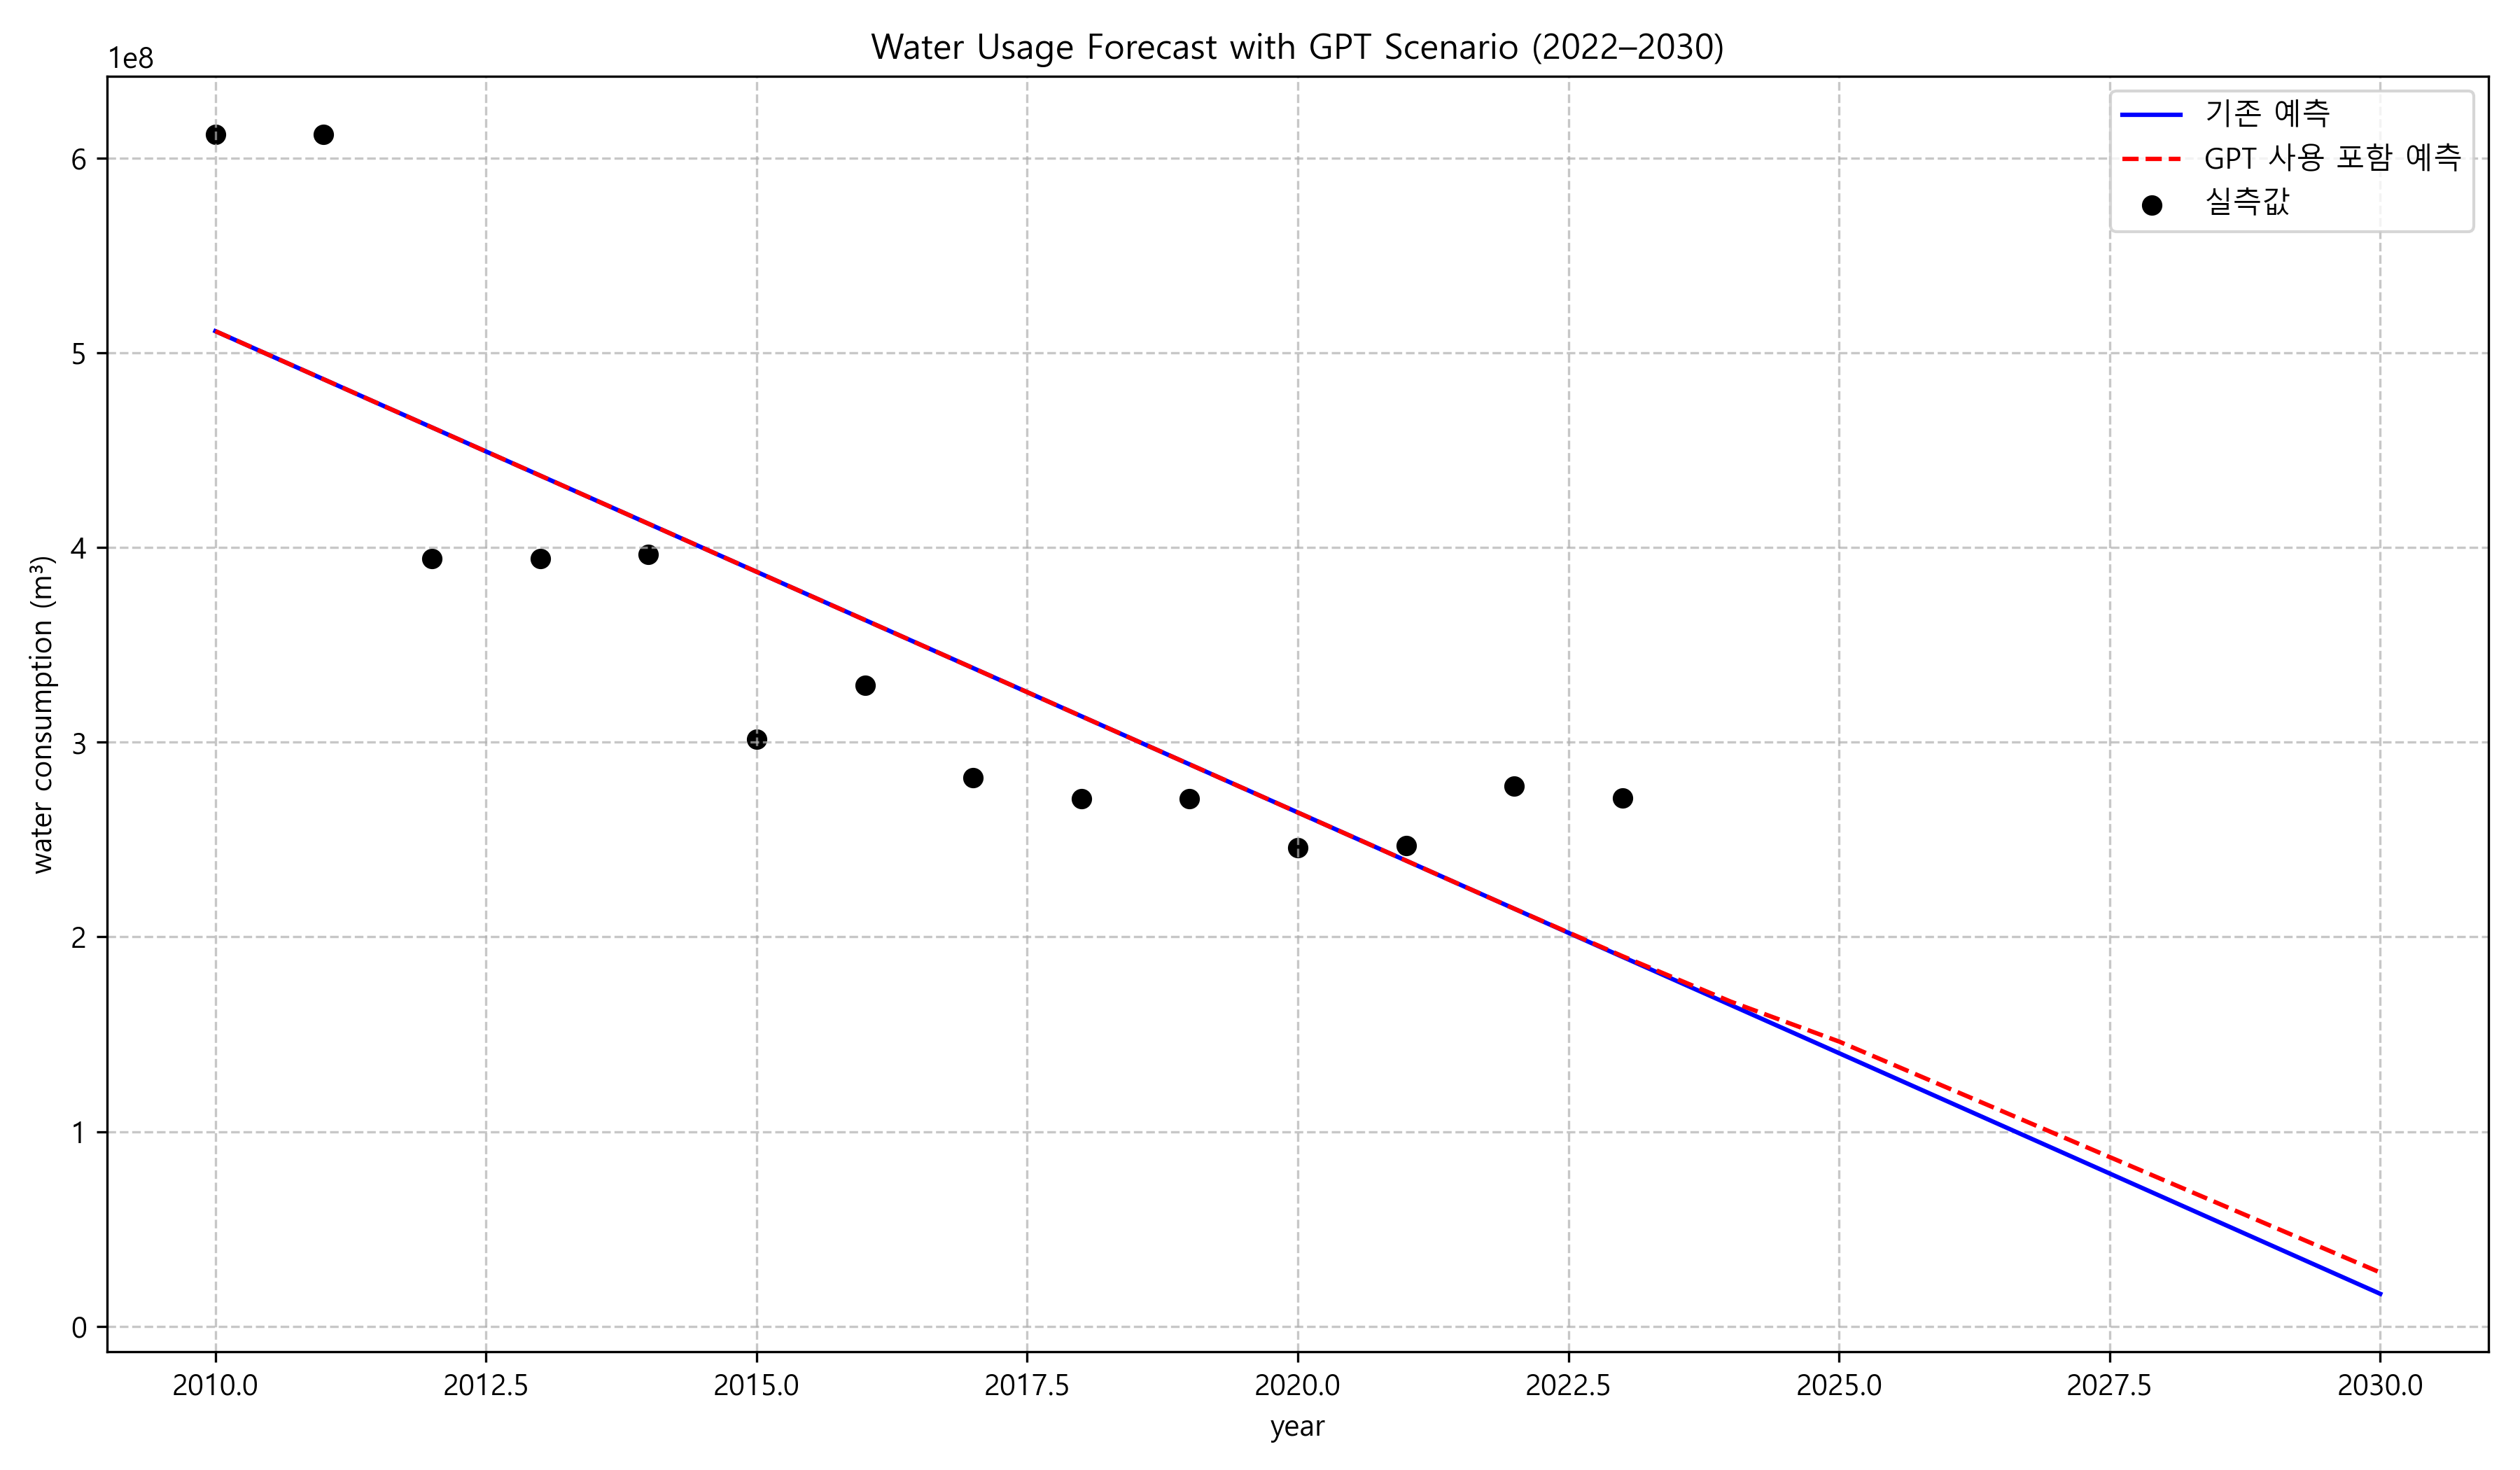 Water Usage Forecast with GPT Scenario (2022–2030)
1e8
기존 예측
GPT 사용 포함 예측
실측값
6
5
4
3
2
1
0
water consumption (m³)
2010.0 2012.5 2015.0 2017.5 2020.0 2022.5 2025.0 2027.5 2030.0
year